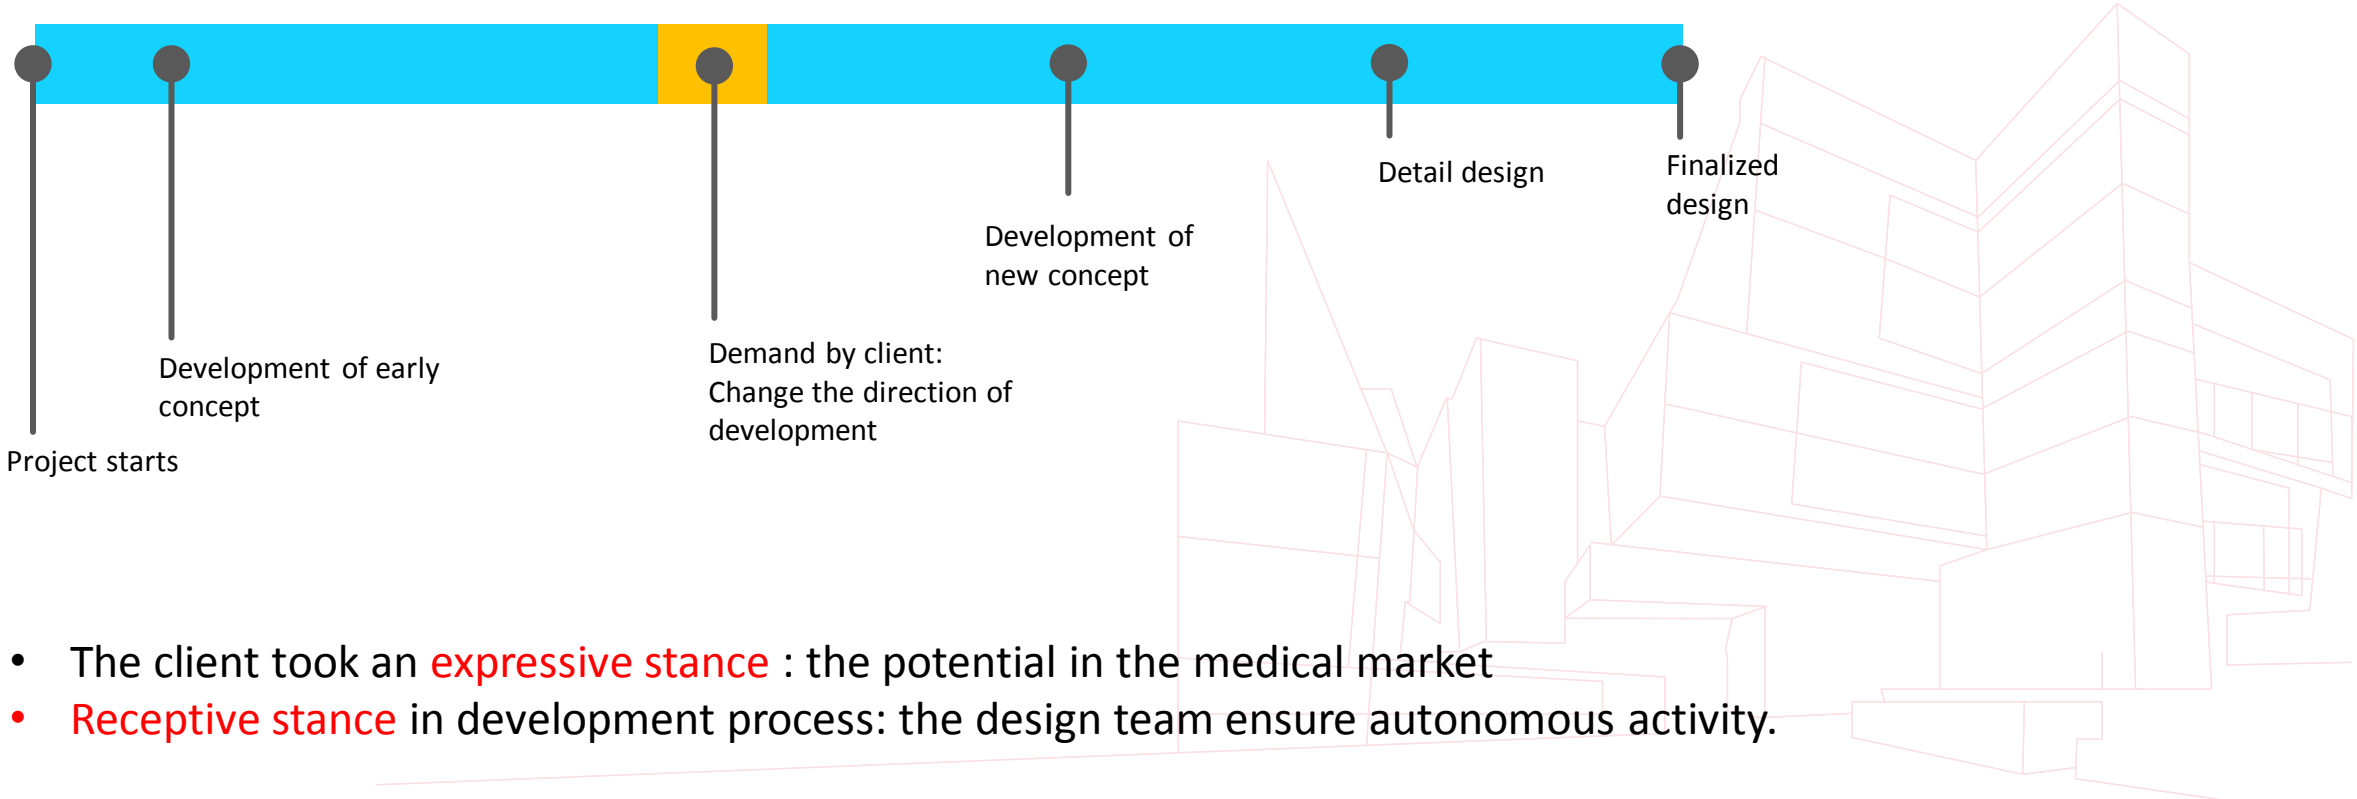 Project starts
Development of early
concept
Demand by client:
Change the direction of
development
Development of
new concept
Detail design
Finalized
design
• The client took an expressive stance : the potential in the medical market
• Receptive stance in development process: the design team ensure autonomous activity.